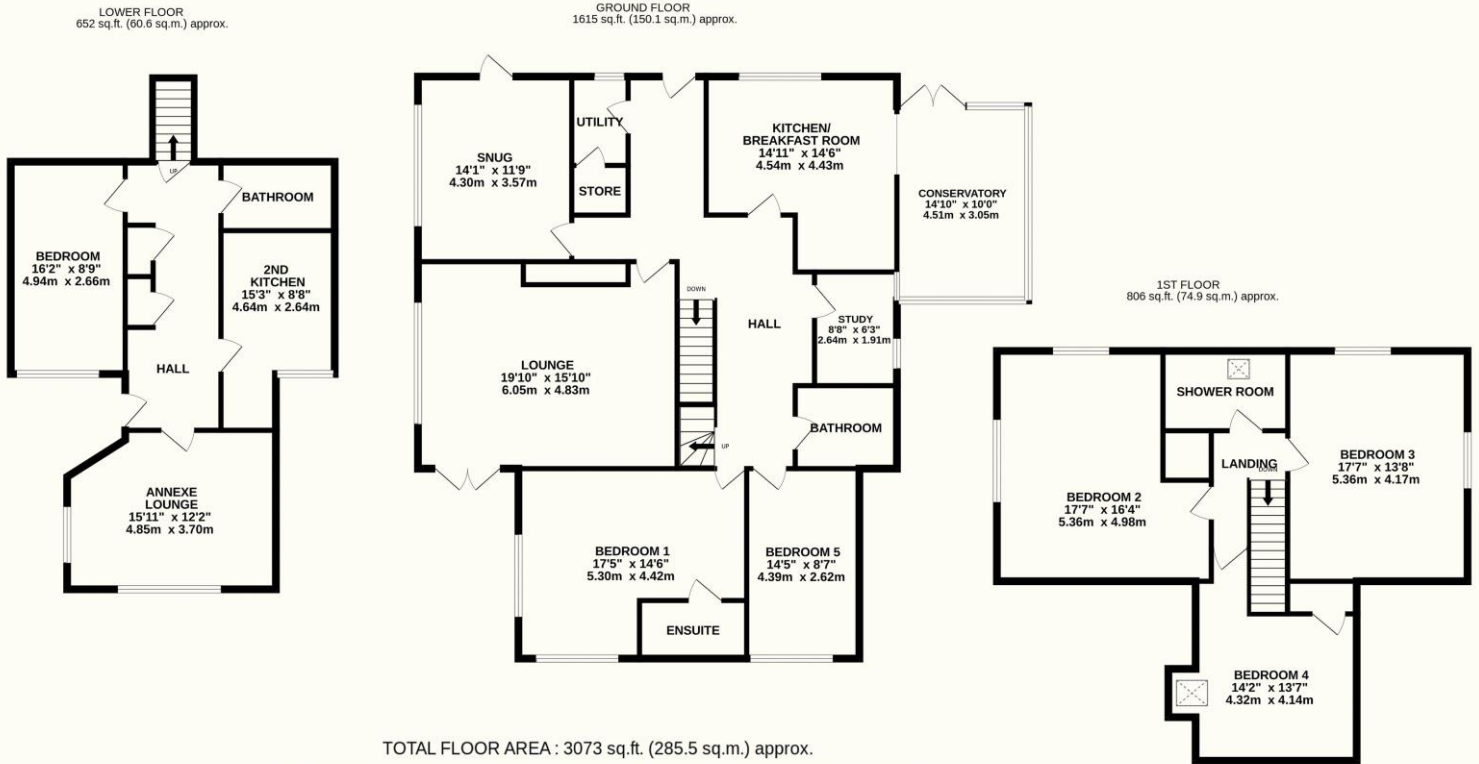 LOWER FLOOR
652 sq.ft. (60.6 sq.m.) approx.
UP
BATHROOM
BEDROOM
16'2" x 8'9"
4.94m x 2.66m
2ND
KITCHEN
15'3" x 8'8"
4.64m x 2.64m
HALL
ANNEXE
LOUNGE
15'11" x 12'2"
4.85m x 3.70m
GROUND FLOOR
1615 sq.ft. (150.1 sq.m.) approx.
SNUG
14'1" x 11'9"
4.30m x 3.57m
UTILITY
STORE
KITCHEN/
BREAKFAST ROOM
14'11" x 14'6"
4.54m x 4.43m
CONSERVATORY
14'10" x 10'0"
4.51m x 3.05m
DOWN
HALL
STUDY
8'8" x 6'3"
2.64m x 1.91m
LOUNGE
19'10" x 15'10"
6.05m x 4.83m
UP
BATHROOM
BEDROOM 1
17'5" x 14'6"
5.30m x 4.42m
ENSUITE
BEDROOM 5
14'5" x 8'7"
4.39m x 2.62m
1ST FLOOR
806 sq.ft. (74.9 sq.m.) approx.
SHOWER ROOM
LANDING
DOWN
BEDROOM 2
17'7" x 16'4"
5.36m x 4.98m
BEDROOM 3
17'7" x 13'8"
5.36m x 4.17m
BEDROOM 4
14'2" x 13'7"
4.32m x 4.14m
TOTAL FLOOR AREA : 3073 sq.ft. (285.5 sq.m.) approx.